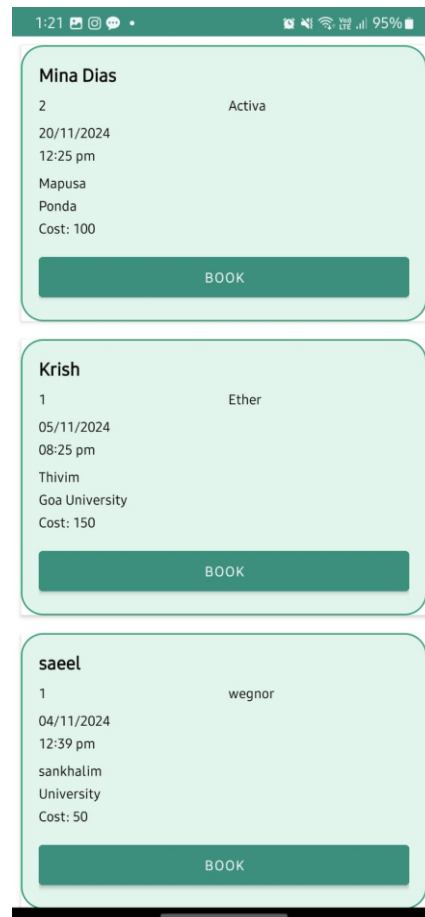 1:21 95%
Mina Dias
2 Activa
20/11/2024
12:25 pm
Mapusa
Ponda
Cost: 100
BOOK
Krish
1 Ether
05/11/2024
08:25 pm
Thivim
Goa University
Cost: 150
BOOK
saeel
1 wegnor
04/11/2024
12:39 pm
sankhalim
University
Cost: 50
BOOK